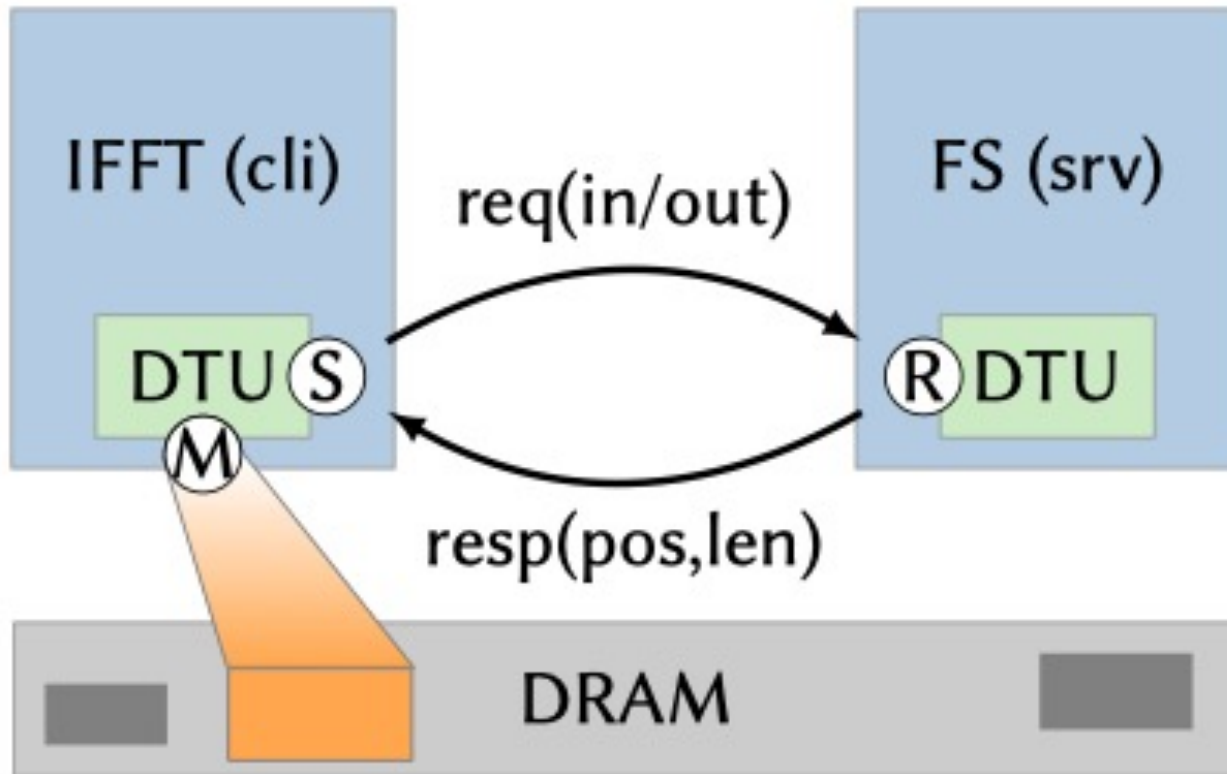 IFFT (cli)
FS (srv)
req(in/out)
DTU
S
R
DTU
M
resp(pos,len)
DRAM